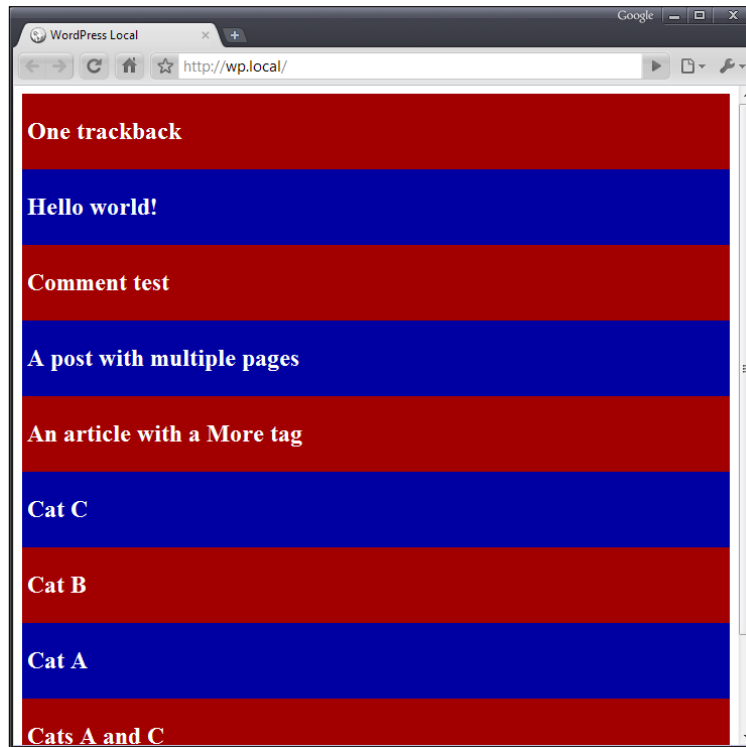 Google
WordPress Local
http://wp.local/
One trackback
Hello world!
Comment test
A post with multiple pages
An article with a More tag
Cat C
Cat B
Cat A
Cats A and C